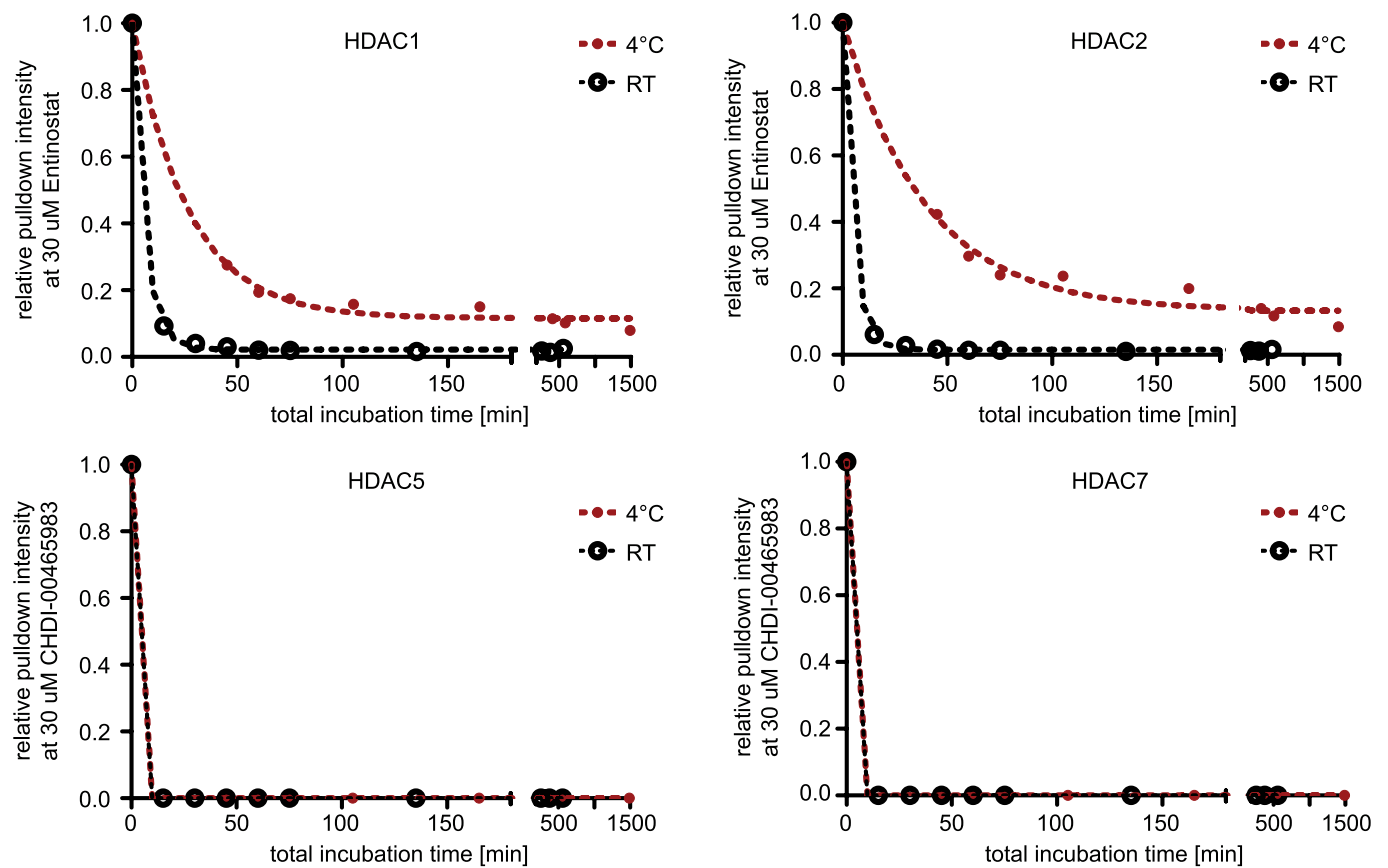 HDAC1
4°C
RT
relative pulldown intensity
at 30 uM Entinostat
1.0
0.8
0.6
0.4
0.2
0.0
0 50 100 150 500 1500
total incubation time [min]
HDAC2
4°C
RT
relative pulldown intensity
at 30 uM Entinostat
1.0
0.8
0.6
0.4
0.2
0.0
0 50 100 150 500 1500
total incubation time [min]
HDAC5
4°C
RT
relative pulldown intensity
at 30 uM CHDI-00465983
1.0
0.8
0.6
0.4
0.2
0.0
0 50 100 150 500 1500
total incubation time [min]
HDAC7
4°C
RT
relative pulldown intensity
at 30 uM CHDI-00465983
1.0
0.8
0.6
0.4
0.2
0.0
0 50 100 150 500 1500
total incubation time [min]